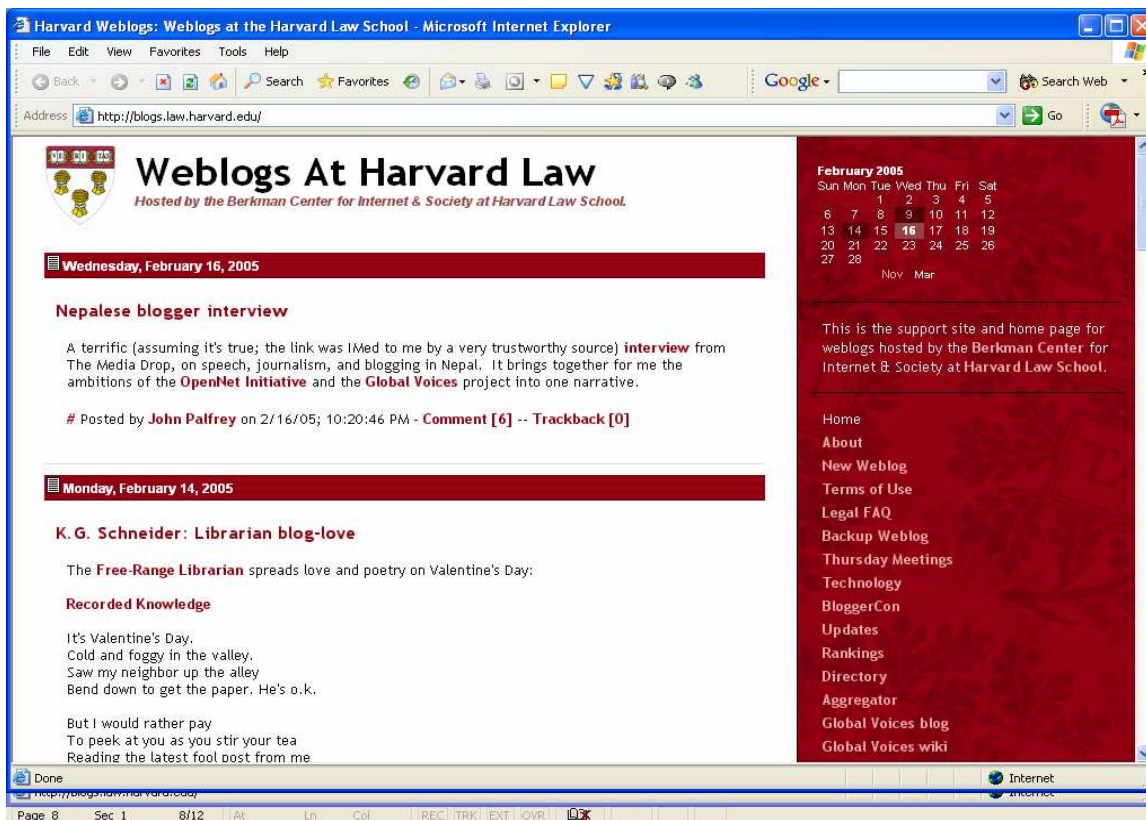 Harvard Weblogs: Weblogs at the Harvard Law School - Microsoft Internet Explorer
File Edit View Favorites Tools Help
Back Search Favorites Google Search Web
Address http://blogs.law.harvard.edu/ Go
VE RI TAS
Weblogs At Harvard Law
Hosted by the Berkman Center for Internet & Society at Harvard Law School.
Wednesday, February 16, 2005
Nepalese blogger interview
A terrific (assuming it's true; the link was IMed to me by a very trustworthy source) interview from
The Media Drop, on speech, journalism, and blogging in Nepal. It brings together for me the
ambitions of the OpenNet Initiative and the Global Voices project into one narrative.
# Posted by John Palfrey on 2/16/05; 10:20:46 PM - Comment [6] -- Trackback [0]
Monday, February 14, 2005
K.G. Schneider: Librarian blog-love
The Free-Range Librarian spreads love and poetry on Valentine's Day:
Recorded Knowledge
It's Valentine's Day.
Cold and foggy in the valley.
Saw my neighbor up the alley
Bend down to get the paper. He's o.k.
But I would rather pay
To peek at you as you stir your tea
Reading the latest fool post from me
February 2005
Sun Mon Tue Wed Thu Fri Sat
1 2 3 4 5
6 7 8 9 10 11 12
13 14 15 16 17 18 19
20 21 22 23 24 25 26
27 28
Nov Mar
This is the support site and home page for
weblogs hosted by the Berkman Center for
Internet & Society at Harvard Law School.
Home
About
New Weblog
Terms of Use
Legal FAQ
Backup Weblog
Thursday Meetings
Technology
BloggerCon
Updates
Rankings
Directory
Aggregator
Global Voices blog
Global Voices wiki
Done Internet
http://blogs.law.harvard.edu/ Internet
Page 8 Sec 1 8/12 At Ln Col REC TRK EXT OVR